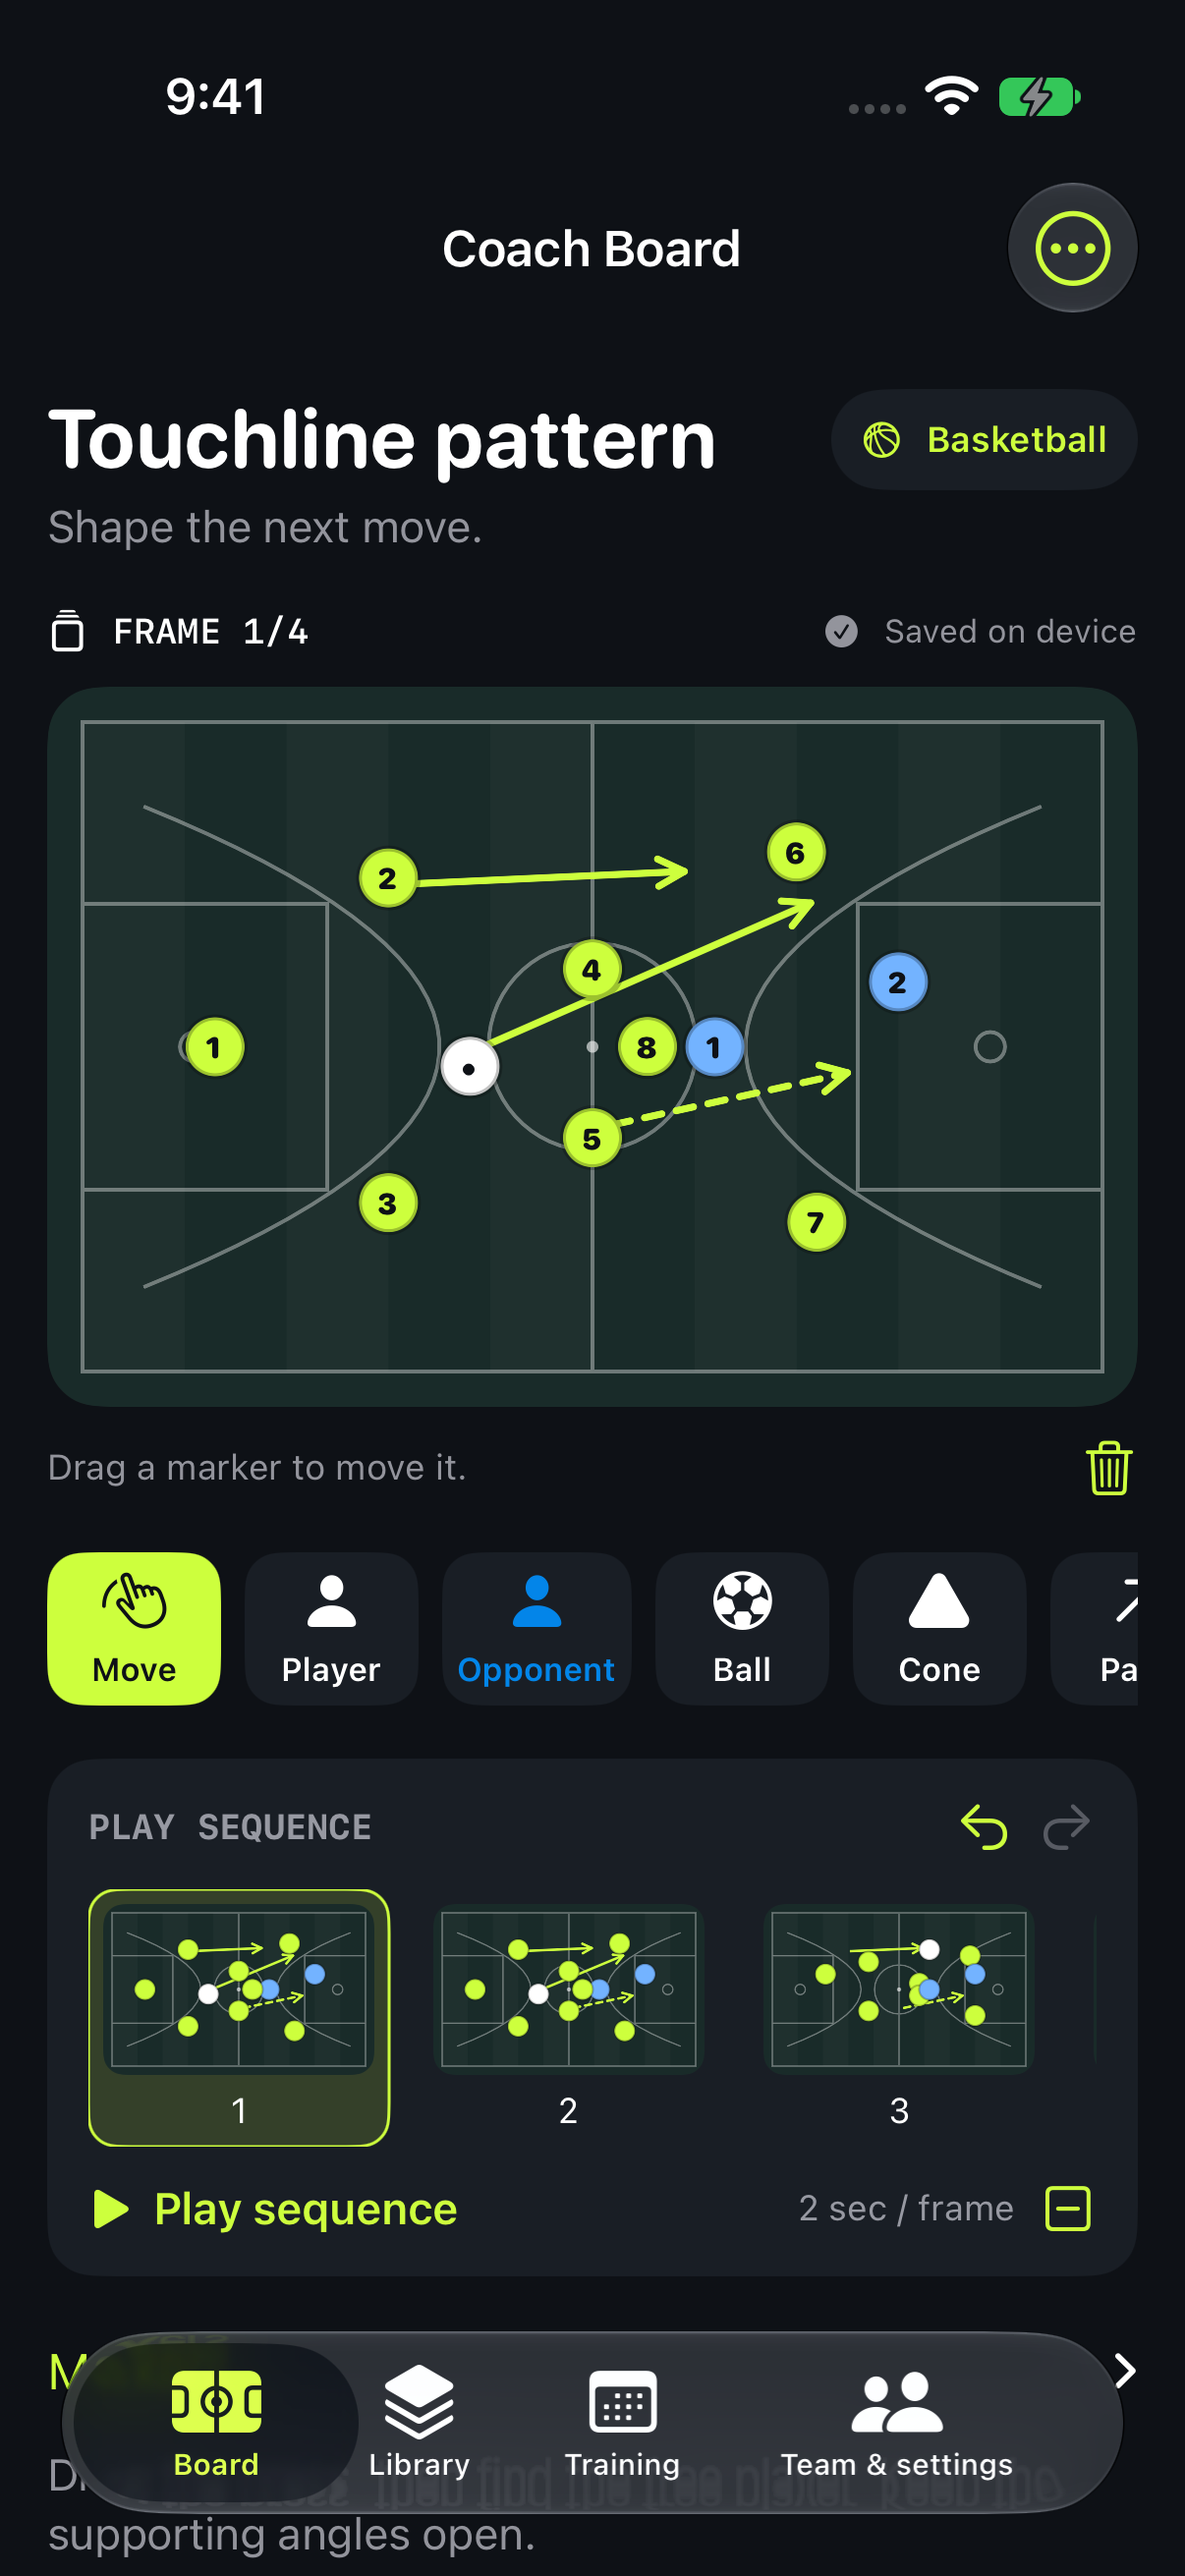 9:41
Coach Board
Touchline pattern
Basketball
Shape the next move.
FRAME 1/4
Saved on device
6
2
4
2
1
8
1
5
3
7
Drag a marker to move it.
Move
Player
Opponent
Ball
Cone
Pa
PLAY SEQUENCE
1
2
3
Play sequence
2 sec / frame
Board
Library
Training
Team & settings
supporting angles open.